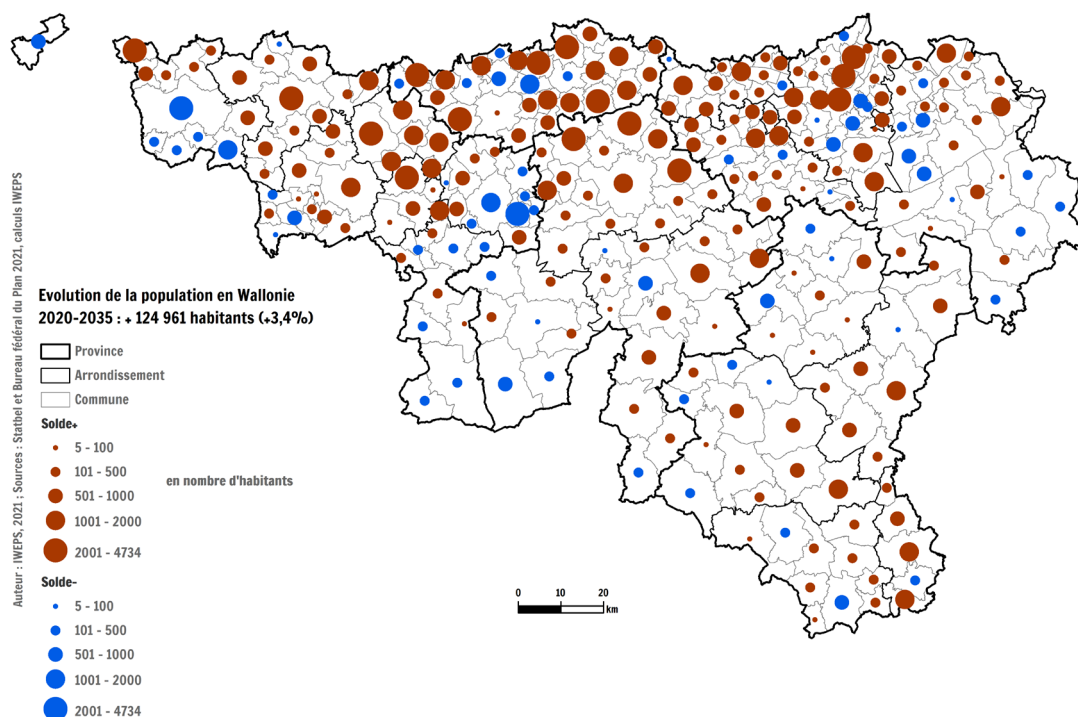 Evolution de la population en Wallonie
2020-2035 : + 124 961 habitants (+3,4‰)
Province
Arrondissement
Commune
Solde+
5 - 100
101 - 500
501 - 1000
1001 - 2000
2001 - 4734
en nombre d'habitants
Solde-
5 - 100
101 - 500
501 - 1000
1001 - 2000
2001 - 4734
0 10 20
km
Auteur : IWEPS, 2021 : Sources : Statbel et Bureau fédéral du Plan 2021, calculs IWEPS